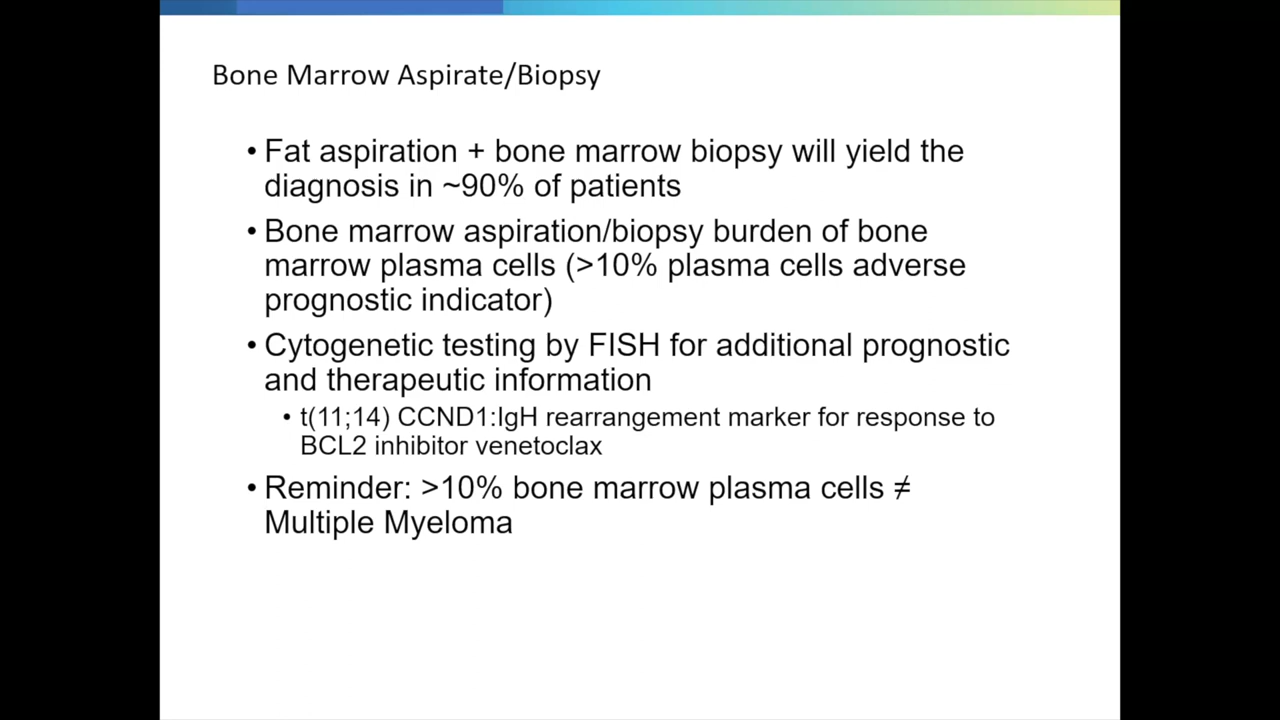 Bone Marrow Aspirate/Biopsy
• Fat aspiration + bone marrow biopsy will yield the
diagnosis in ~90% of patients
• Bone marrow aspiration/biopsy burden of bone
marrow plasma cells (>10% plasma cells adverse
prognostic indicator)
• Cytogenetic testing by FISH for additional prognostic
and therapeutic information
• t(11;14) CCND1:IgH rearrangement marker for response to
BCL2 inhibitor venetoclax
• Reminder: >10% bone marrow plasma cells ≠
Multiple Myeloma